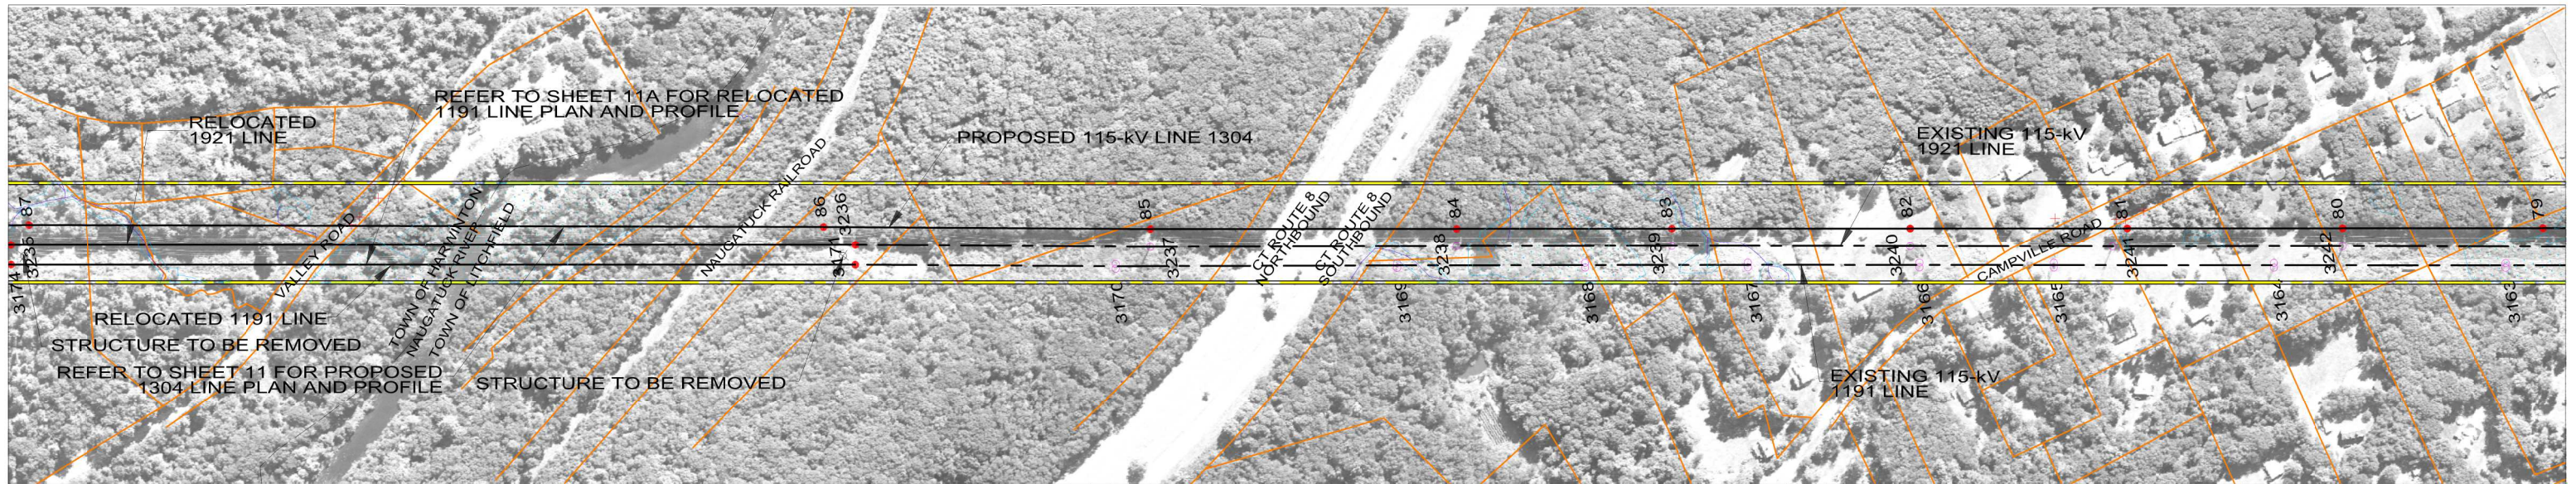 REFER TO SHEET 11A FOR RELOCATED
1191 LINE PLAN AND PROFILE
RELOCATED
1921 LINE
PROPOSED 115-kV LINE 1304
EXISTING 115-kV
1921 LINE
87
3235
3174
VALLEY ROAD
TOWN OF HARWINTON
NAUGATUCK RIVER
TOWN OF LITCHFIELD
NAUGATUCK RAILROAD
86
3236
3171
85
3237
3170
CT ROUTE 8
NORTHBOUND
CT ROUTE 8
SOUTHBOUND
84
3238
3169
83
3239
3168
3167
82
3240
3166
CAMPVILLE ROAD
3165
81
3241
80
3242
3164
79
3163
RELOCATED 1191 LINE
STRUCTURE TO BE REMOVED
REFER TO SHEET 11 FOR PROPOSED
1304 LINE PLAN AND PROFILE
STRUCTURE TO BE REMOVED
EXISTING 115-kV
1191 LINE